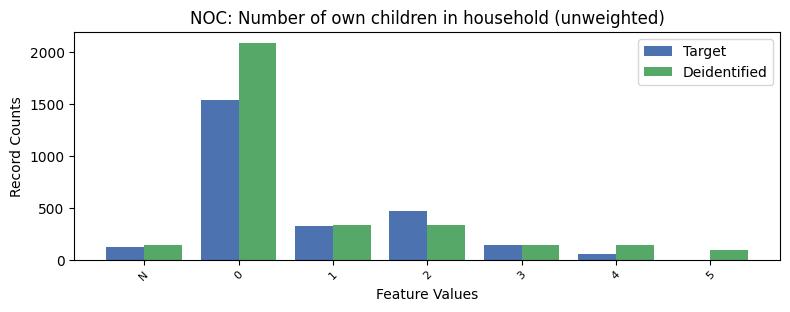 NOC: Number of own children in household (unweighted)
Target
Deidentified
Record Counts
2000
1500
1000
500
0
N 0 1 2 3 4 5
Feature Values